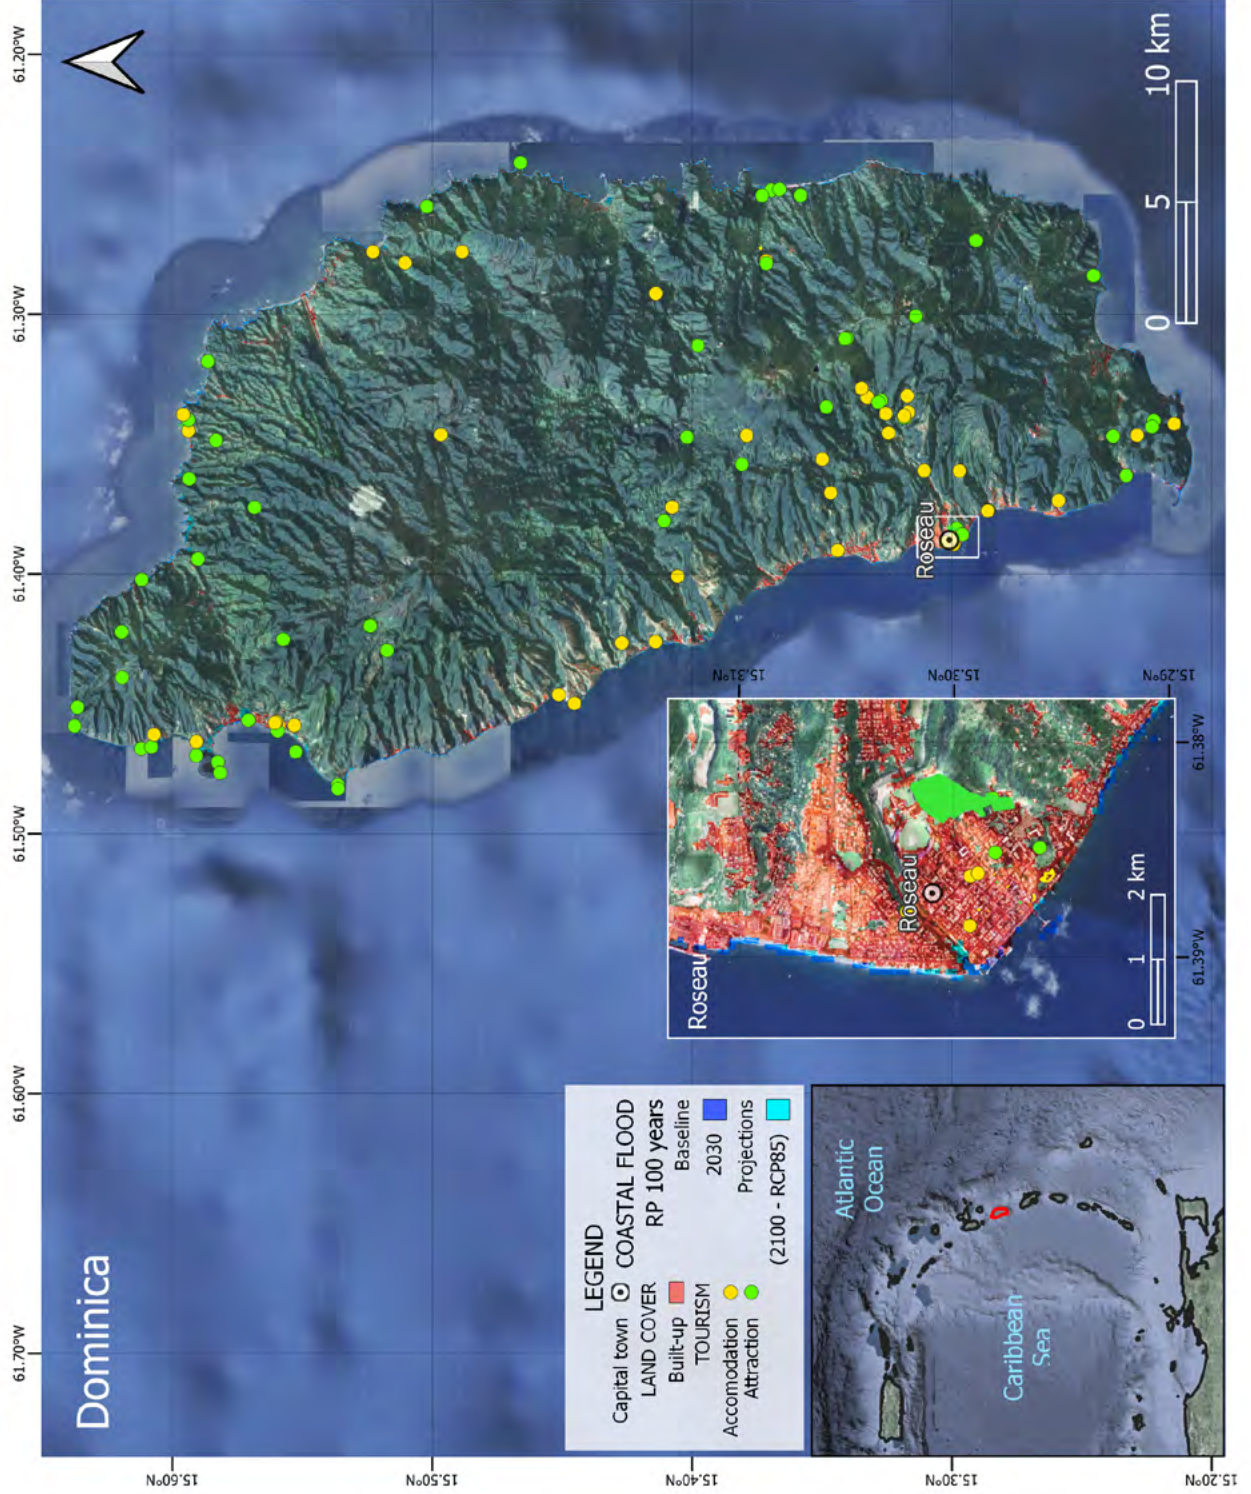 Dominica
61.70°W
61.60°W
61.50°W
61.40°W
61.30°W
61.20°W
15.60°N
15.50°N
15.40°N
15.30°N
15.20°N
Roseau
0 5 10 km
LEGEND
Capital town
LAND COVER
Built-up
TOURISM
Accomodation
Attraction
COASTAL FLOOD
RP 100 years
Baseline
2030
Projections
(2100 - RCP85)
Roseau
Roseau
0 1 2 km
15.31°N
15.30°N
15.29°N
61.39°W
61.38°W
Atlantic
Ocean
Caribbean
Sea